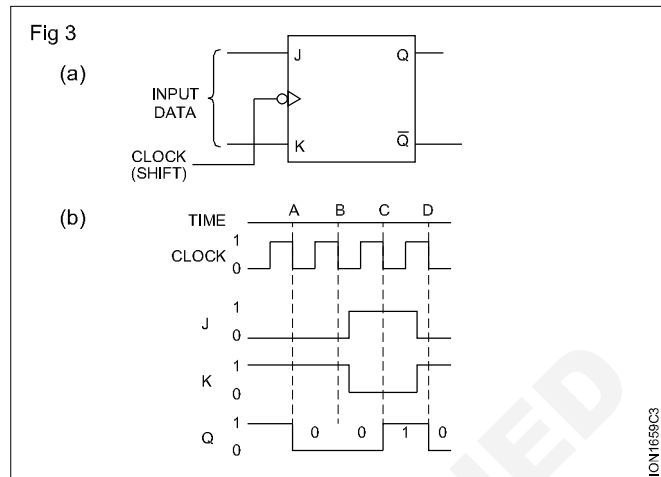 Fig 3
(a)
J Q
INPUT
DATA
K Q̅
CLOCK
(SHIFT)
(b)
TIME A B C D
CLOCK 1
0
J 1
0
K 1
0
Q 1 0 0 1 0
0
ION1659C3